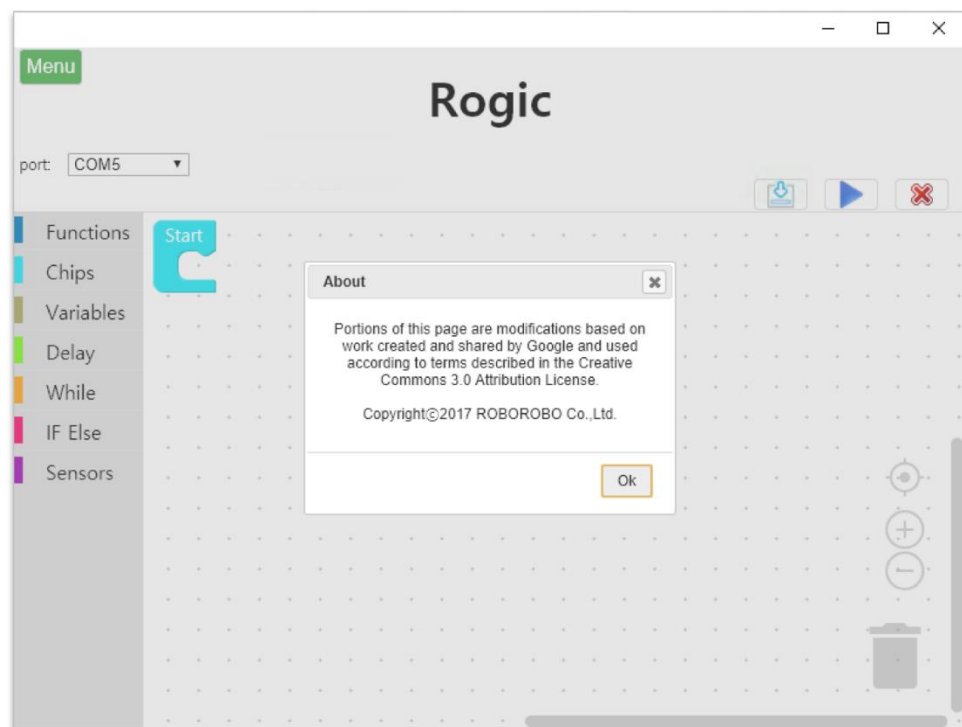 Menu
Rogic
port: COM5
Functions
Chips
Variables
Delay
While
IF Else
Sensors
Start
About
Portions of this page are modifications based on
work created and shared by Google and used
according to terms described in the Creative
Commons 3.0 Attribution License.
Copyrightⓒ2017 ROBOROBO Co.,Ltd.
Ok